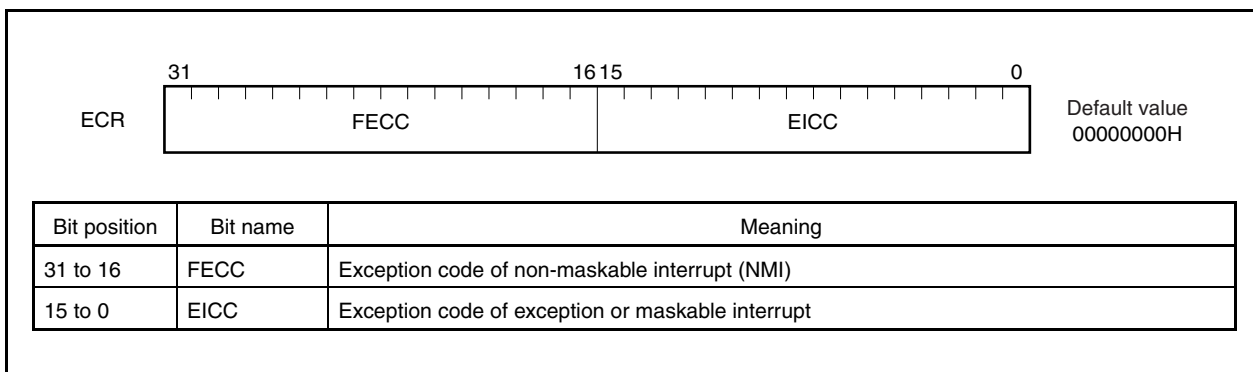 31 16 15 0
ECR FECC EICC Default value
00000000H
Bit position Bit name Meaning
31 to 16 FECC Exception code of non-maskable interrupt (NMI)
15 to 0 EICC Exception code of exception or maskable interrupt